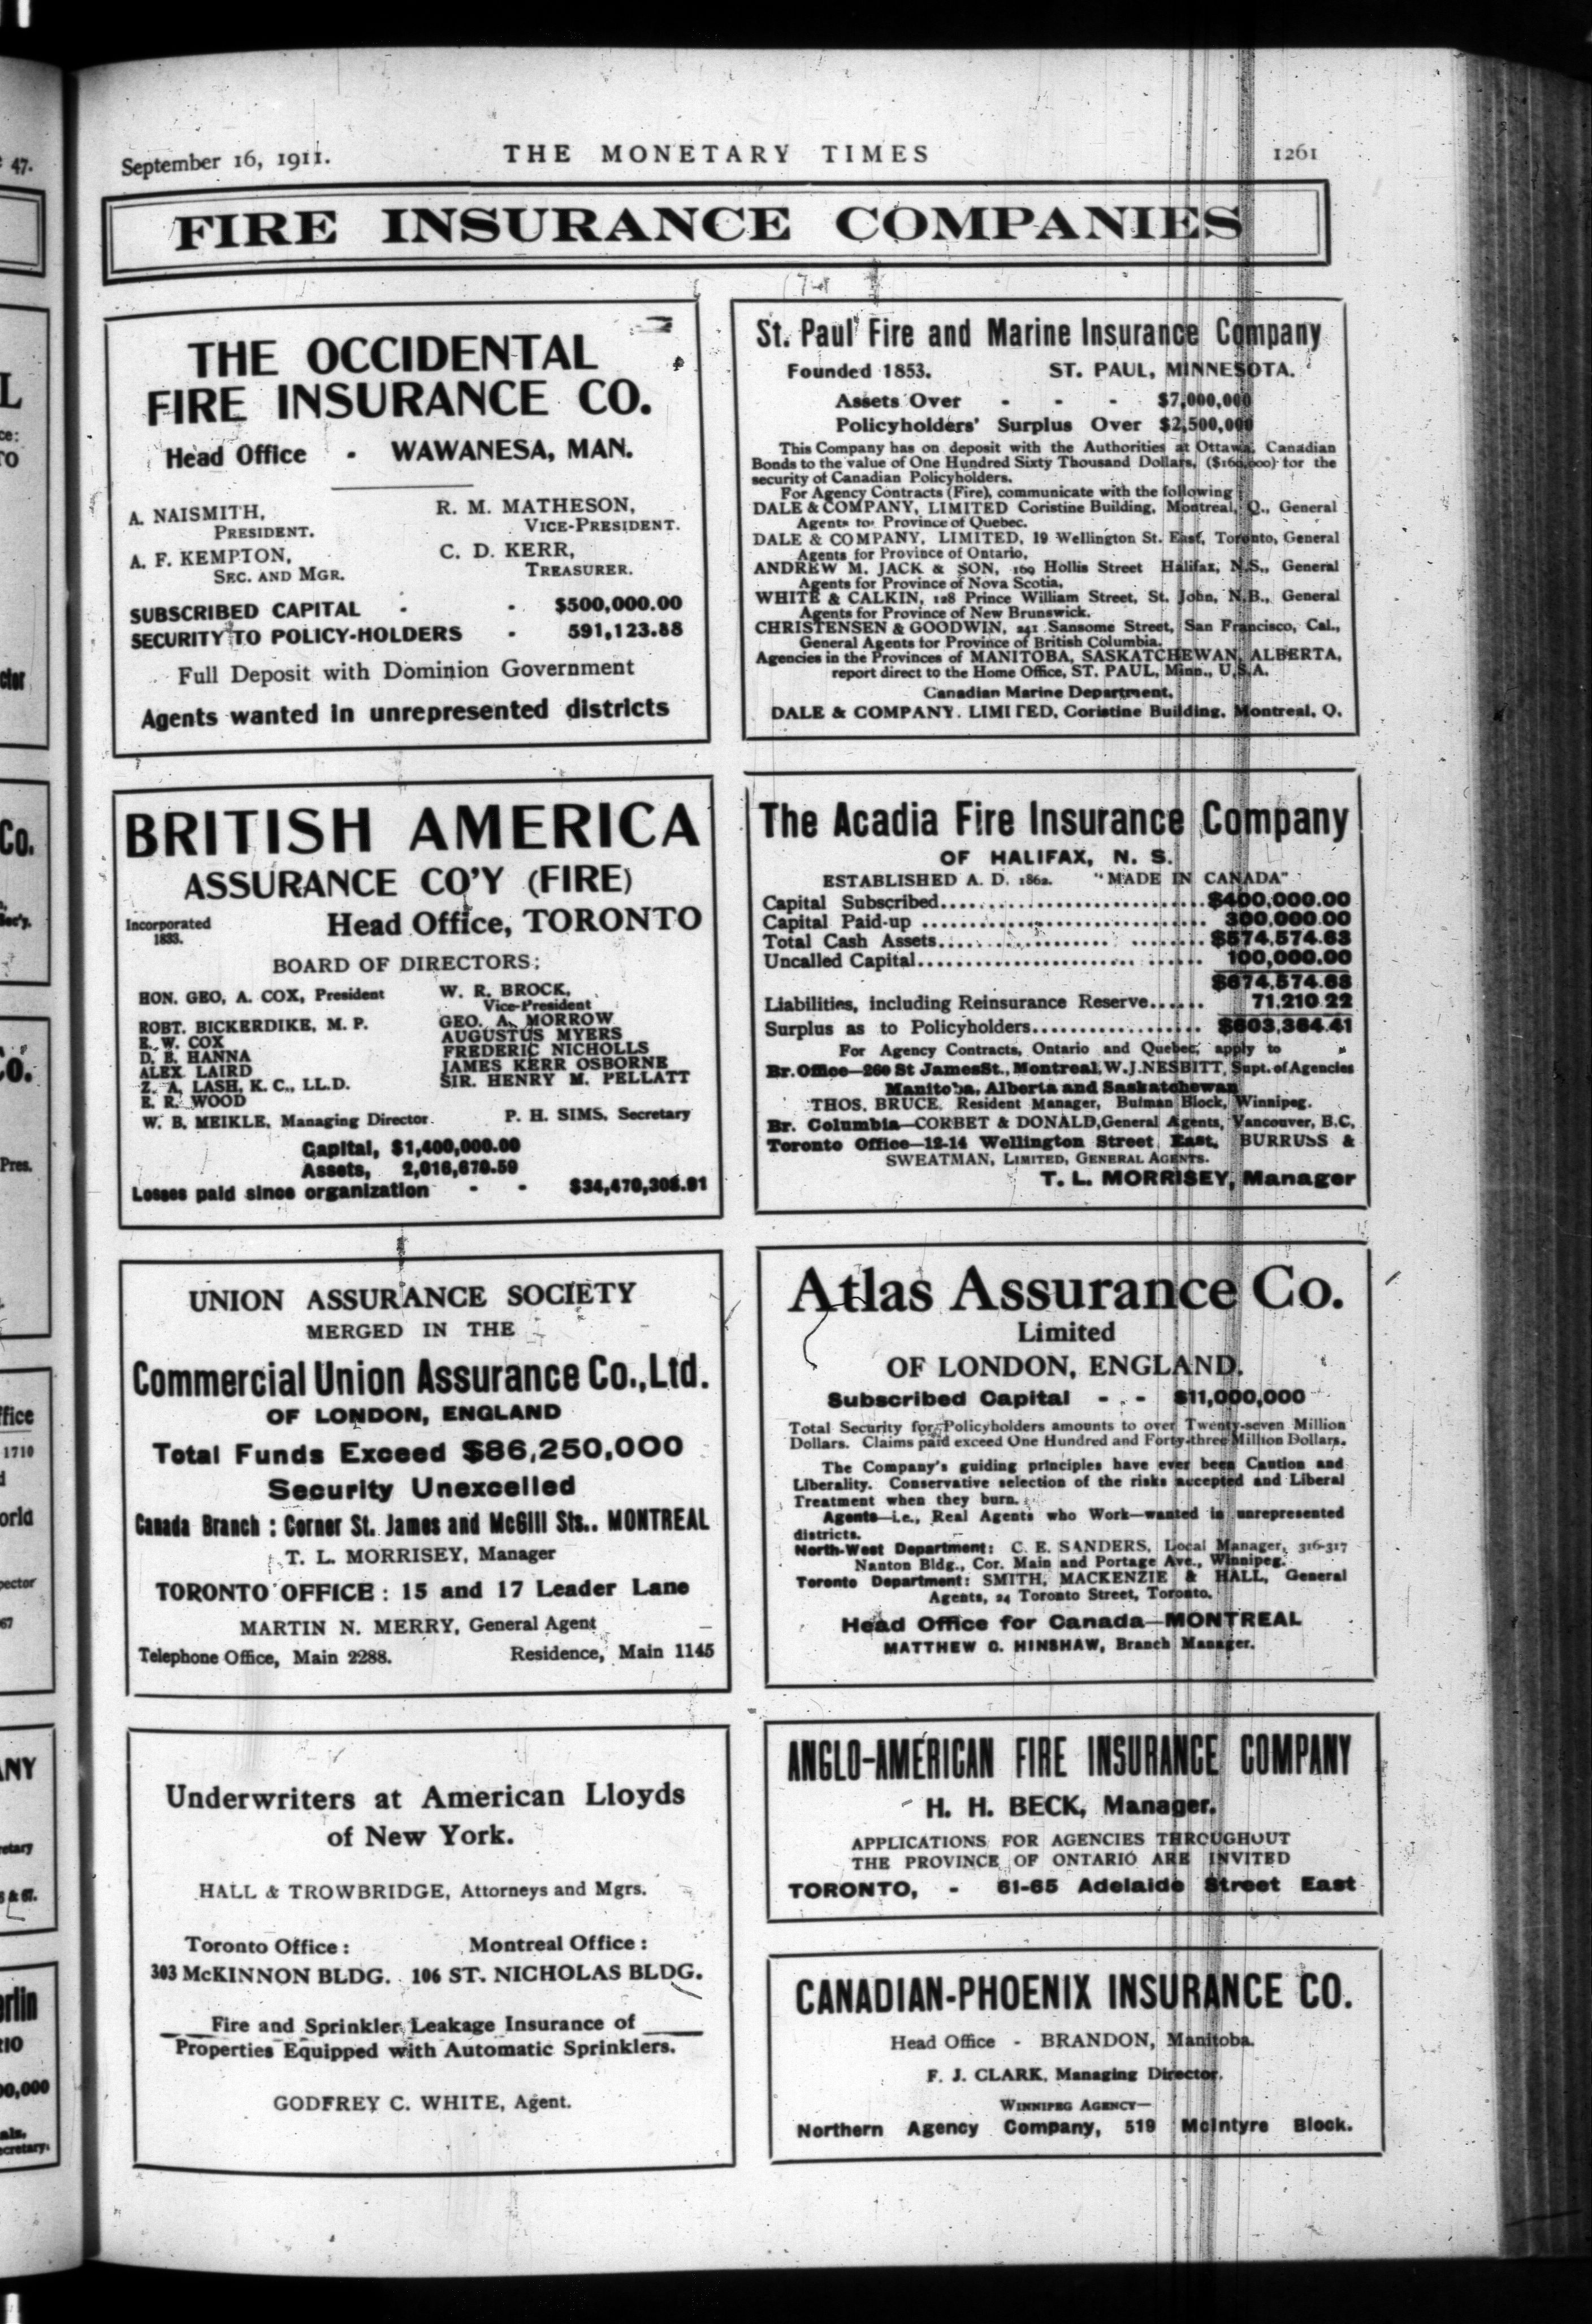 September 16, 1911.
THE MONETARY TIMES
1261
FIRE INSURANCE COMPANIES
THE OCCIDENTAL
FIRE INSURANCE CO.
Head Office - WAWANESA, MAN.
A. NAISMITH,
PRESIDENT.
R. M. MATHESON,
VICE-PRESIDENT.
A. F. KEMPTON,
SEC. AND MGR.
C. D. KERR,
TREASURER.
SUBSCRIBED CAPITAL - - $500,000.00
SECURITY TO POLICY-HOLDERS - 591,123.88
Full Deposit with Dominion Government
Agents wanted in unrepresented districts
St. Paul Fire and Marine Insurance Company
Founded 1853. ST. PAUL, MINNESOTA.
Assets Over - - - $7,000,000
Policyholders' Surplus Over $2,500,000
This Company has on deposit with the Authorities at Ottawa, Canadian
Bonds to the value of One Hundred Sixty Thousand Dollars, ($160,000) for the
security of Canadian Policyholders.
For Agency Contracts (Fire), communicate with the following:
DALE & COMPANY, LIMITED Coristine Building, Montreal, Q., General
Agents for Province of Quebec.
DALE & COMPANY, LIMITED, 19 Wellington St. East, Toronto, General
Agents for Province of Ontario,
ANDREW M. JACK & SON, 169 Hollis Street Halifax, N.S., General
Agents for Province of Nova Scotia.
WHITE & CALKIN, 128 Prince William Street, St. John, N.B., General
Agents for Province of New Brunswick.
CHRISTENSEN & GOODWIN, 241 Sansome Street, San Francisco, Cal.,
General Agents for Province of British Columbia.
Agencies in the Provinces of MANITOBA, SASKATCHEWAN, ALBERTA,
report direct to the Home Office, ST. PAUL, Minn., U.S.A.
Canadian Marine Department,
DALE & COMPANY. LIMITED, Coristine Building, Montreal, Q.
BRITISH AMERICA
ASSURANCE CO'Y (FIRE)
Incorporated
1833.
Head Office, TORONTO
BOARD OF DIRECTORS:
HON. GEO, A. COX, President
W. R. BROCK,
Vice-President
ROBT. BICKERDIKE, M. P.
GEO. A. MORROW
E. W. COX
AUGUSTUS MYERS
D. B. HANNA
FREDERIC NICHOLLS
ALEX LAIRD
JAMES KERR OSBORNE
Z. A. LASH, K. C., LL.D.
SIR. HENRY M. PELLATT
E. R. WOOD
W. B. MEIKLE, Managing Director
P. H. SIMS, Secretary
Capital, $1,400,000.00
Assets, 2,016,670.59
Losses paid since organization - - $34,470,308.91
The Acadia Fire Insurance Company
OF HALIFAX, N. S.
ESTABLISHED A. D. 1862. "MADE IN CANADA"
Capital Subscribed........ $400,000.00
Capital Paid-up ........ 300,000.00
Total Cash Assets........ $574,574.63
Uncalled Capital........ 100,000.00
$674,574.63
Liabilities, including Reinsurance Reserve...... 71,210.22
Surplus as to Policyholders........ $603,364.41
For Agency Contracts, Ontario and Quebec, apply to
Br. Office—260 St James St., Montreal, W. J. NESBITT, Supt. of Agencies
Manitoba, Alberta and Saskatchewan
THOS. BRUCE, Resident Manager, Bulman Block, Winnipeg.
Br. Columbia—CORBET & DONALD, General Agents, Vancouver, B.C.
Toronto Office—12-14 Wellington Street East, BURRUSS &
SWEATMAN, LIMITED, GENERAL AGENTS.
T. L. MORRISEY, Manager
UNION ASSURANCE SOCIETY
MERGED IN THE
Commercial Union Assurance Co., Ltd.
OF LONDON, ENGLAND
Total Funds Exceed $86,250,000
Security Unexcelled
Canada Branch: Corner St. James and McGill Sts.. MONTREAL
T. L. MORRISEY, Manager
TORONTO OFFICE: 15 and 17 Leader Lane
MARTIN N. MERRY, General Agent
Telephone Office, Main 2288. Residence, Main 1145
Atlas Assurance Co.
Limited
OF LONDON, ENGLAND.
Subscribed Capital - - $11,000,000
Total Security for Policyholders amounts to over Twenty-seven Million
Dollars. Claims paid exceed One Hundred and Forty-three Million Dollars.
The Company's guiding principles have ever been Caution and
Liberality. Conservative selection of the risks accepted and Liberal
Treatment when they burn.
Agents—i.e., Real Agents who Work—wanted in unrepresented
districts.
North-West Department: C. E. SANDERS, Local Manager, 316-317
Nanton Bldg., Cor. Main and Portage Ave., Winnipeg.
Toronto Department: SMITH, MACKENZIE & HALL, General
Agents, 24 Toronto Street, Toronto.
Head Office for Canada—MONTREAL
MATTHEW C. HINSHAW, Branch Manager.
Underwriters at American Lloyds
of New York.
HALL & TROWBRIDGE, Attorneys and Mgrs.
Toronto Office: Montreal Office:
303 McKINNON BLDG. 106 ST. NICHOLAS BLDG.
Fire and Sprinkler Leakage Insurance of
Properties Equipped with Automatic Sprinklers.
GODFREY C. WHITE, Agent.
ANGLO-AMERICAN FIRE INSURANCE COMPANY
H. H. BECK, Manager.
APPLICATIONS FOR AGENCIES THROUGHOUT
THE PROVINCE OF ONTARIO ARE INVITED
TORONTO, - 61-65 Adelaide Street East
CANADIAN-PHOENIX INSURANCE CO.
Head Office - BRANDON, Manitoba.
F. J. CLARK, Managing Director.
WINNIPEG AGENCY—
Northern Agency Company, 519 McIntyre Block.